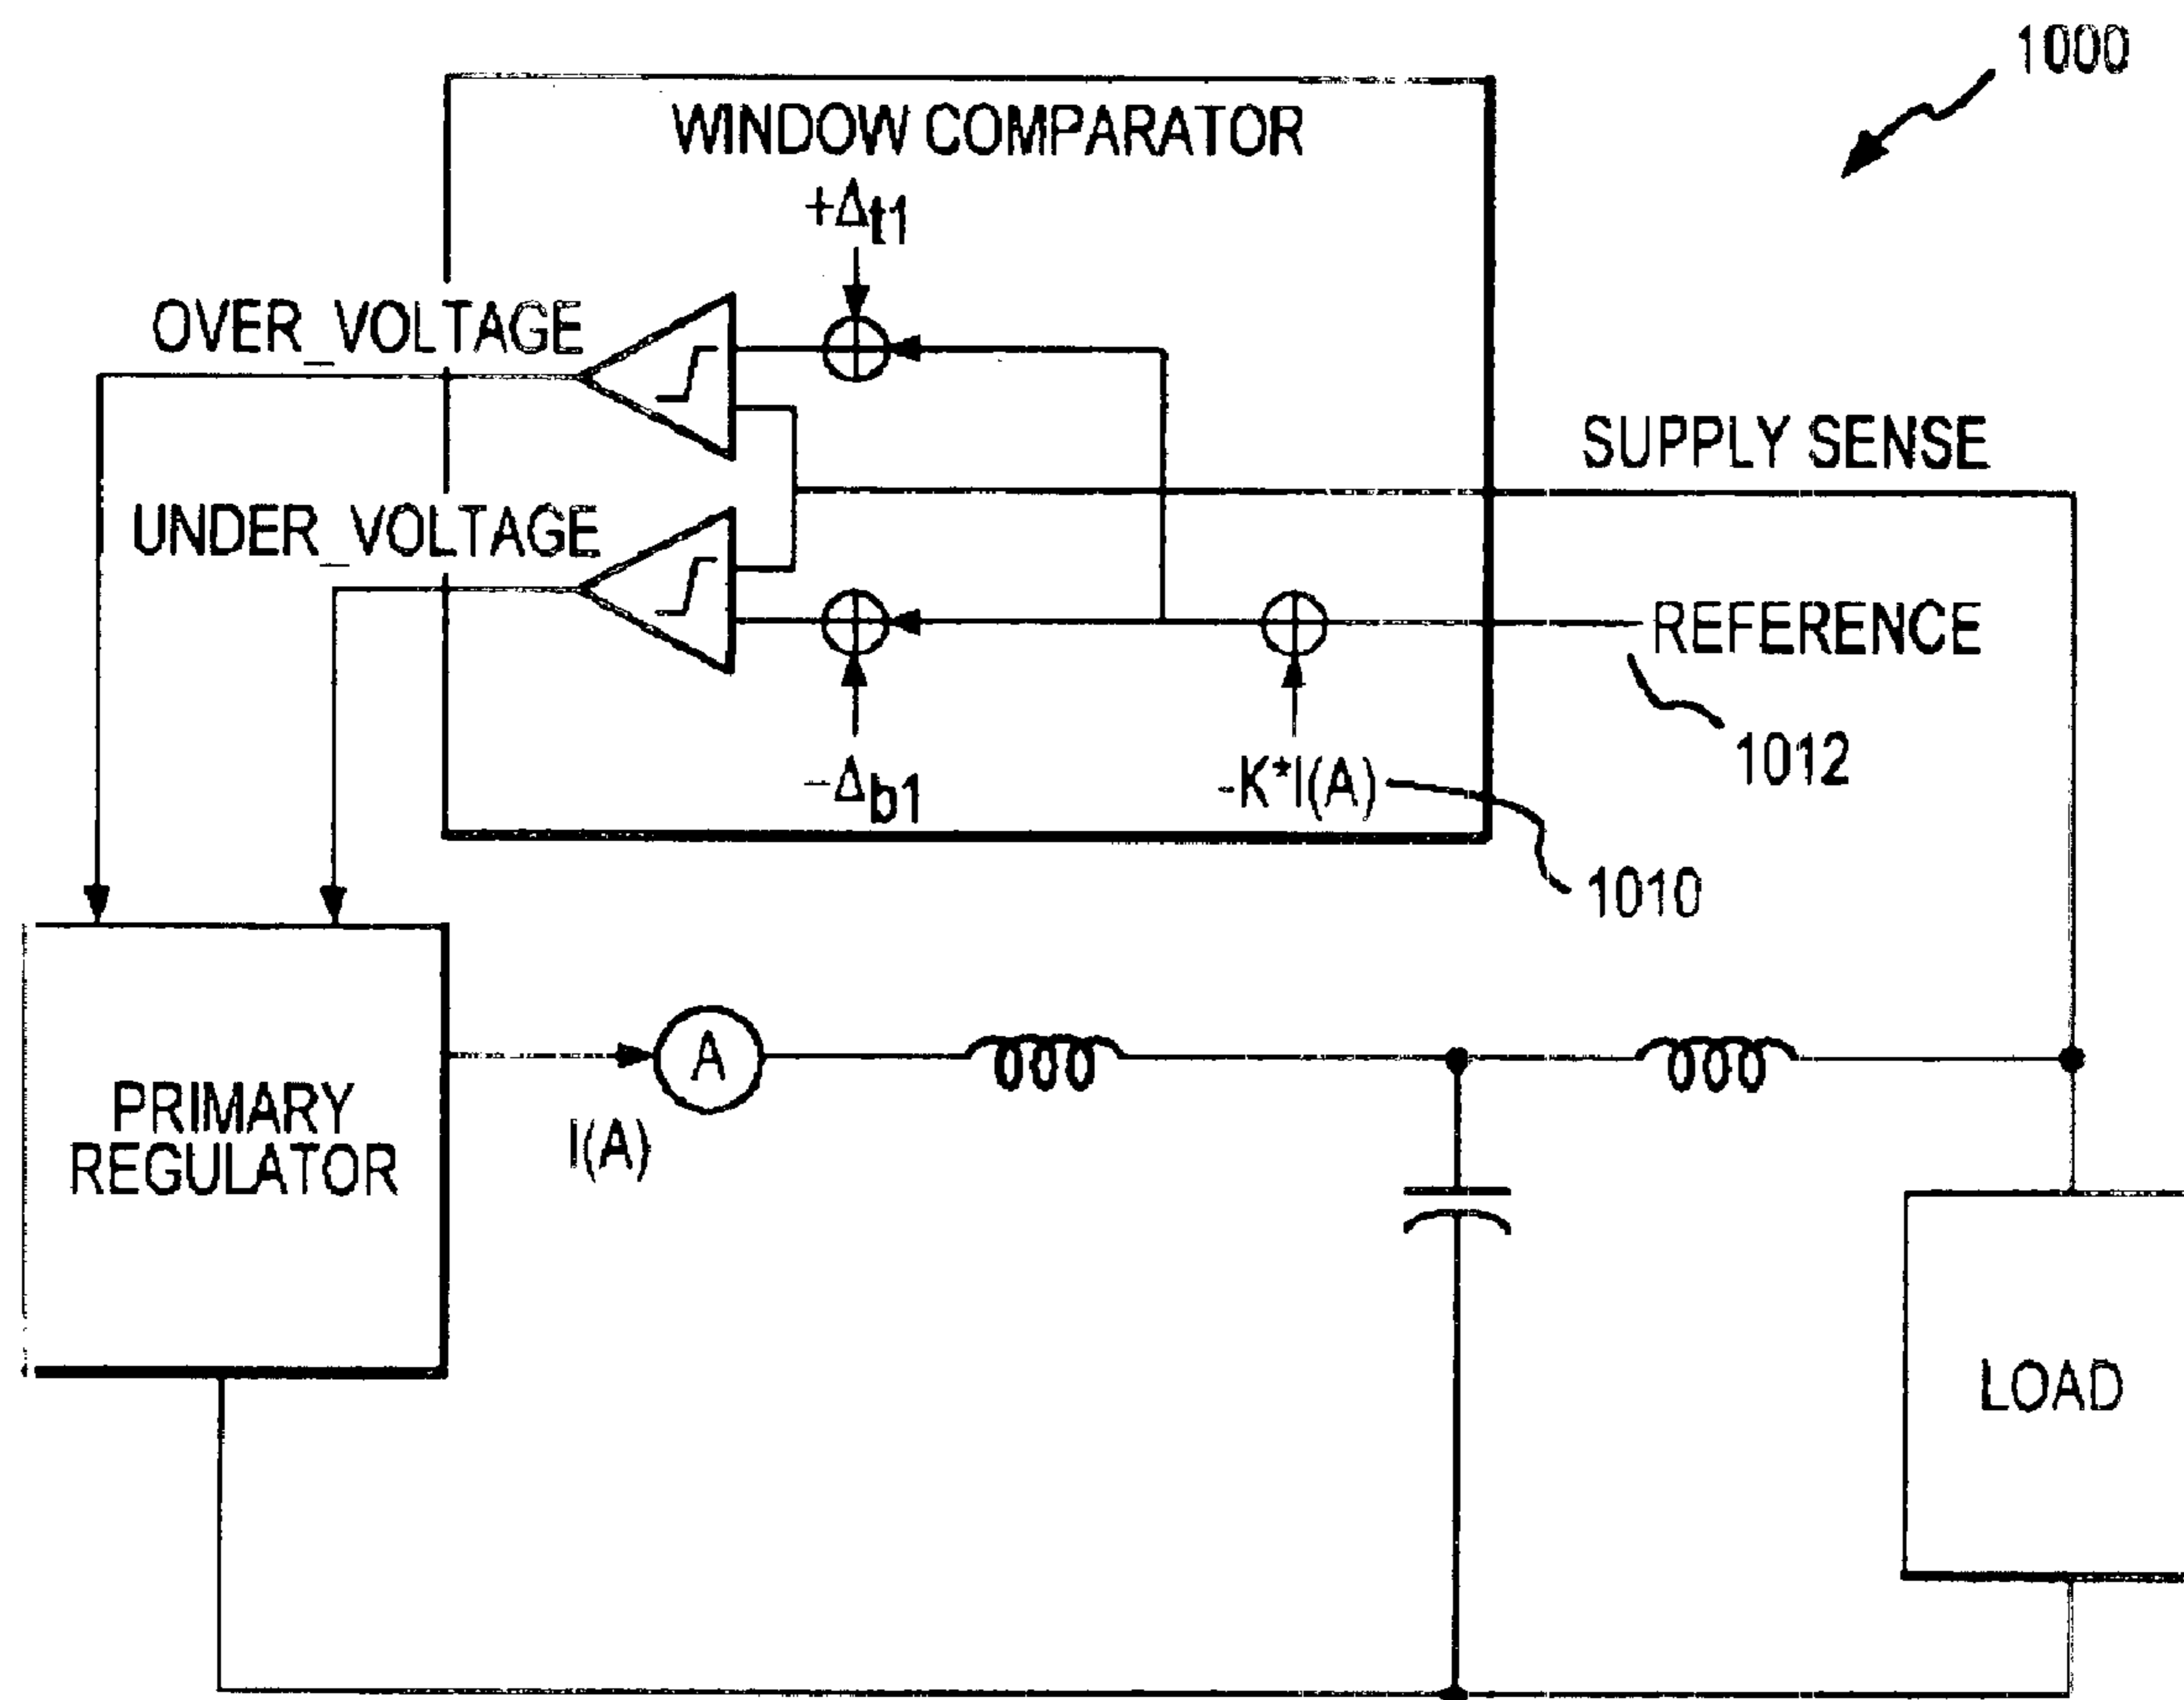 1000
WINDOW COMPARATOR
+Δt1
OVER_VOLTAGE
SUPPLY SENSE
UNDER_VOLTAGE
REFERENCE
1012
-Δb1
-K*I(A)
1010
A
I(A)
PRIMARY
REGULATOR
LOAD